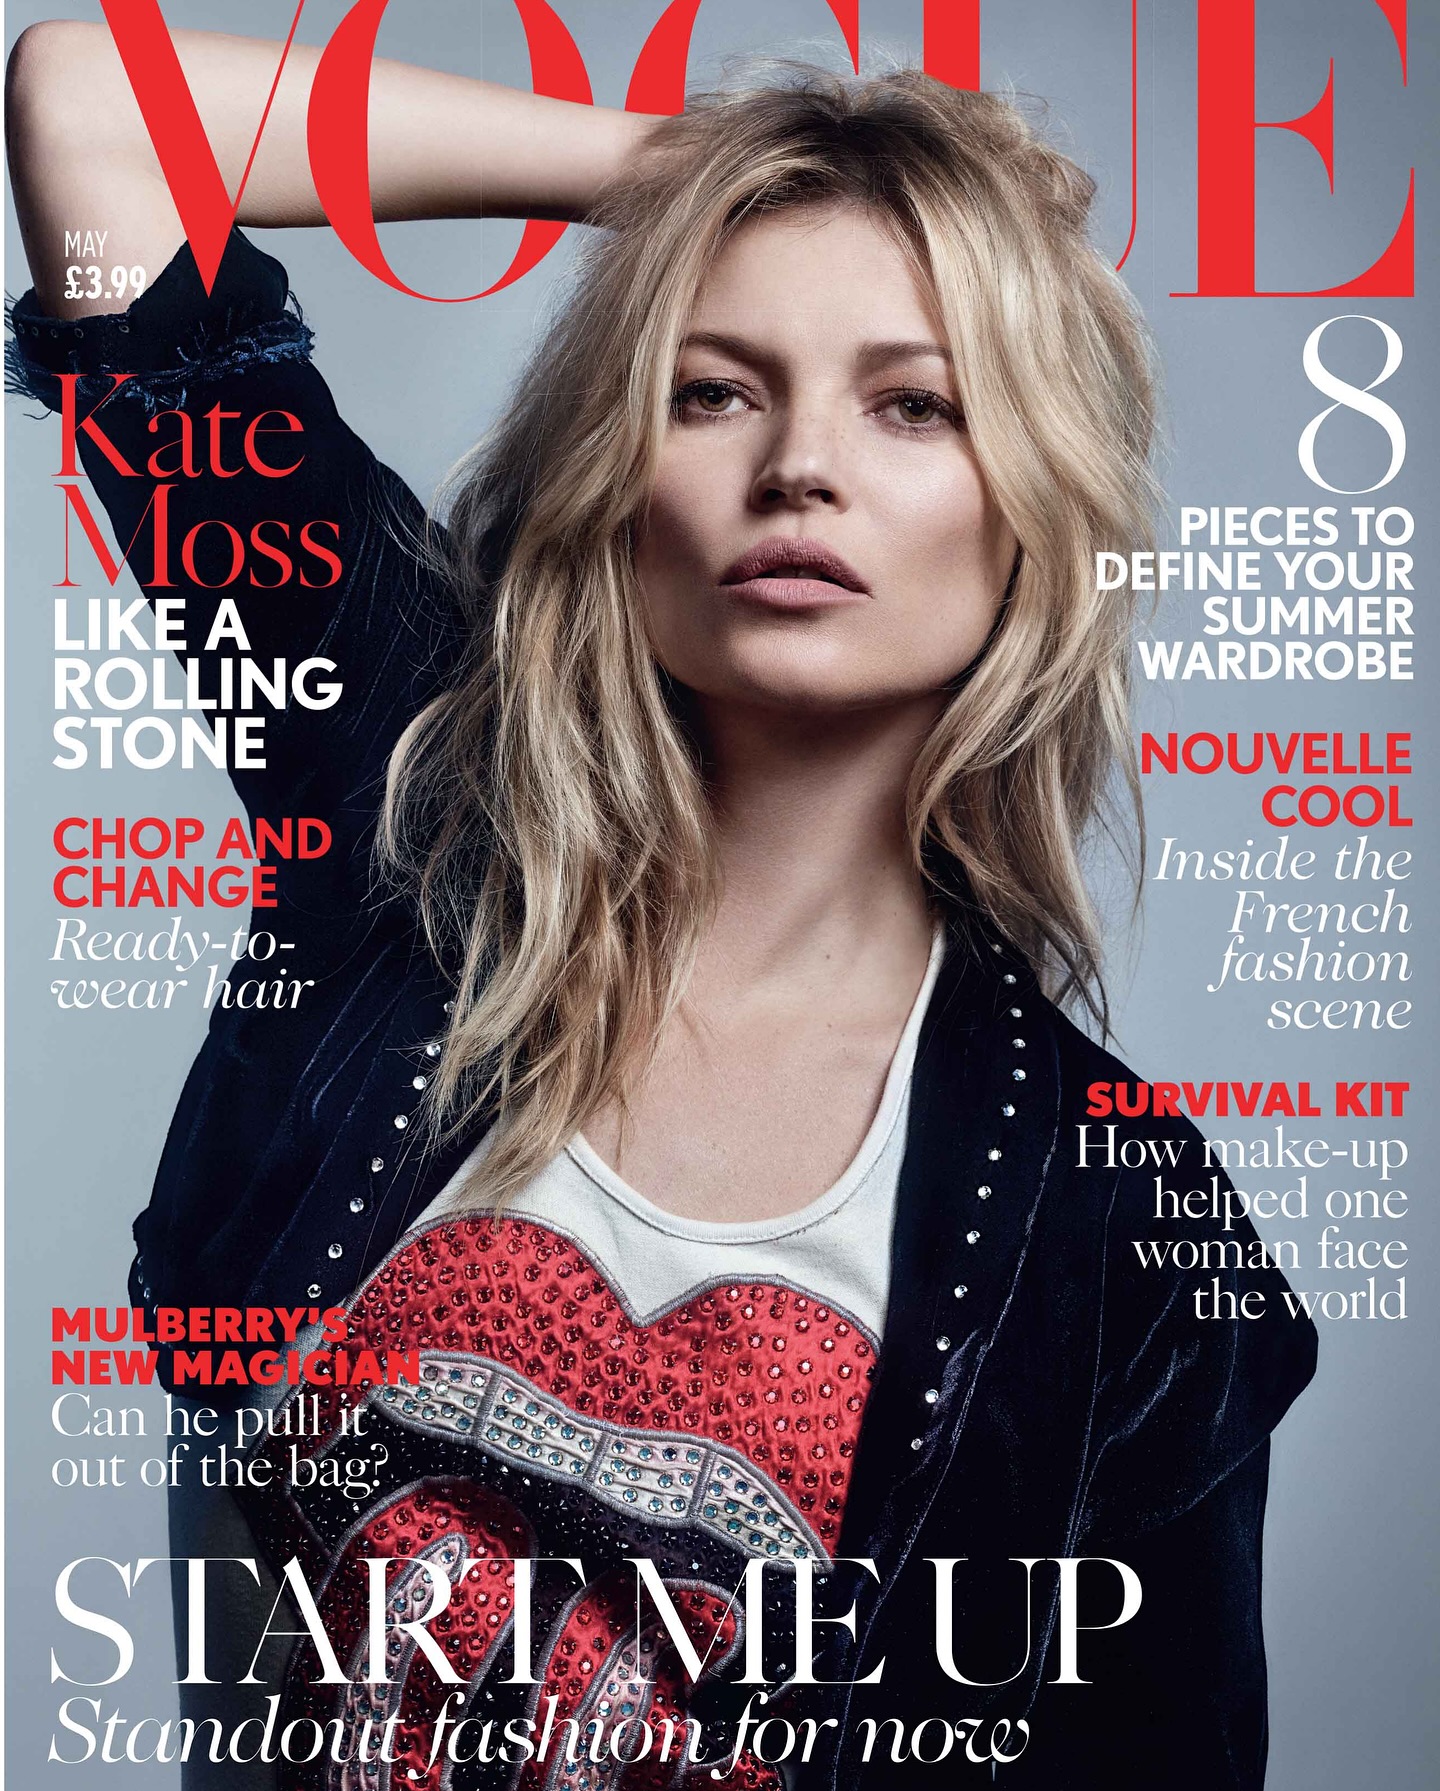 VOGUE
MAY
£3.99
Kate
Moss
LIKE A
ROLLING
STONE
CHOP AND
CHANGE
Ready-to-
wear hair
MULBERRY'S
NEW MAGICIAN
Can he pull it
out of the bag?
8
PIECES TO
DEFINE YOUR
SUMMER
WARDROBE
NOUVELLE
COOL
Inside the
French
fashion
scene
SURVIVAL KIT
How make-up
helped one
woman face
the world
START ME UP
Standout fashion for now